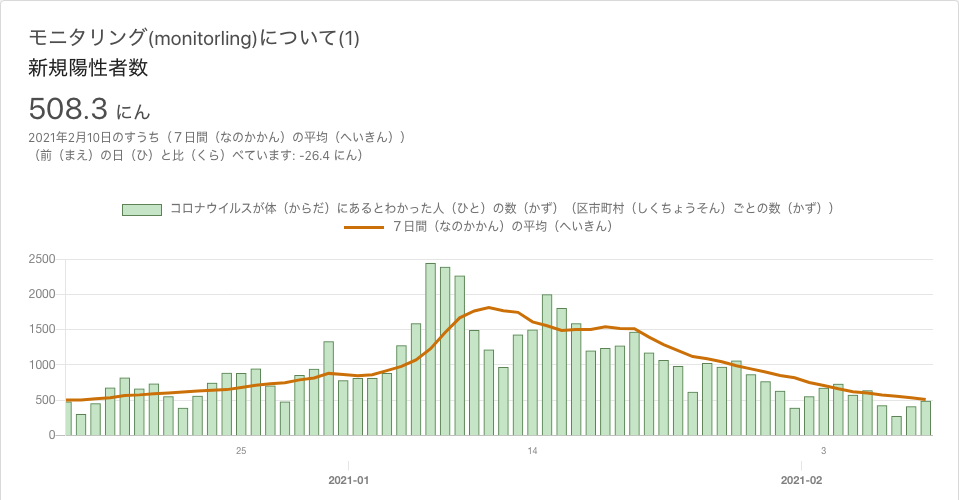 モニタリング(monitorling)について(1)
新規陽性者数
508.3 にん
2021年2月10日のすうち（７日間（なのかかん）の平均（へいきん））
（前（まえ）の日（ひ）と比（くら）べています: -26.4 にん）
コロナウイルスが体（からだ）にあるとわかった人（ひと）の数（かず）（区市町村（しくちょうそん）ごとの数（かず））
７日間（なのかかん）の平均（へいきん）
2500
2000
1500
1000
500
0
25 14 3
2021-01 2021-02